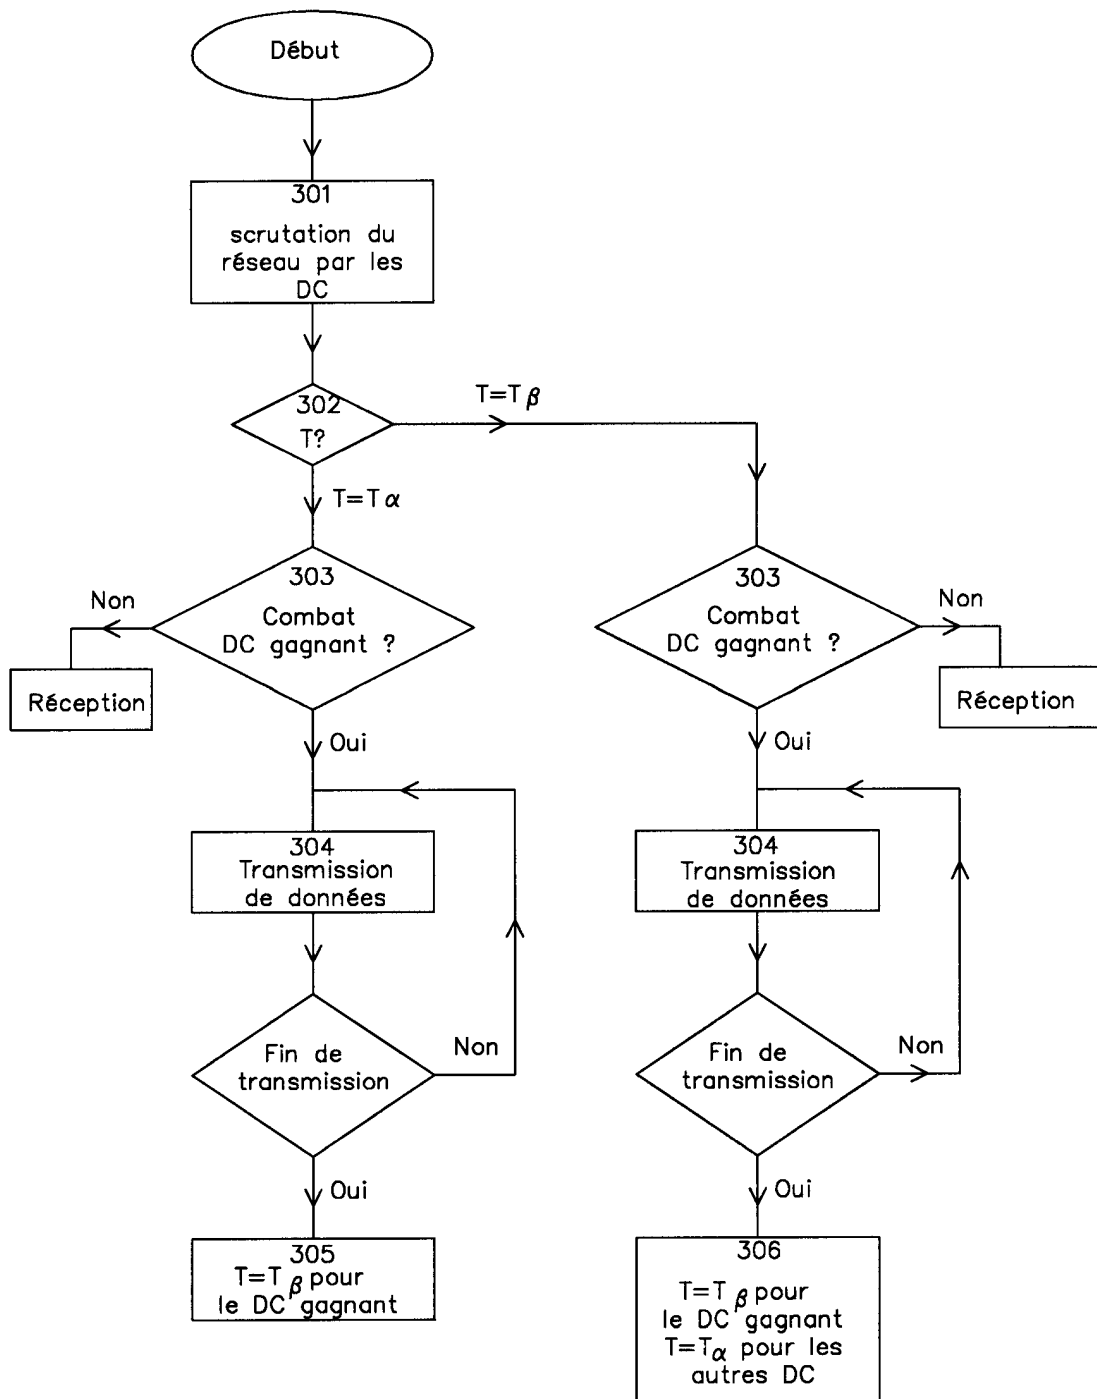 Début
301
scrutation du
réseau par les
DC
302
T?
T=Tβ
T=Tα
303
Combat
DC gagnant ?
Non
Réception
Oui
303
Combat
DC gagnant ?
Non
Réception
Oui
304
Transmission
de données
304
Transmission
de données
Fin de
transmission
Non
Oui
Fin de
transmission
Non
Oui
305
T=Tβ pour
le DC gagnant
306
T=Tβ pour
le DC gagnant
T=Tα pour les
autres DC